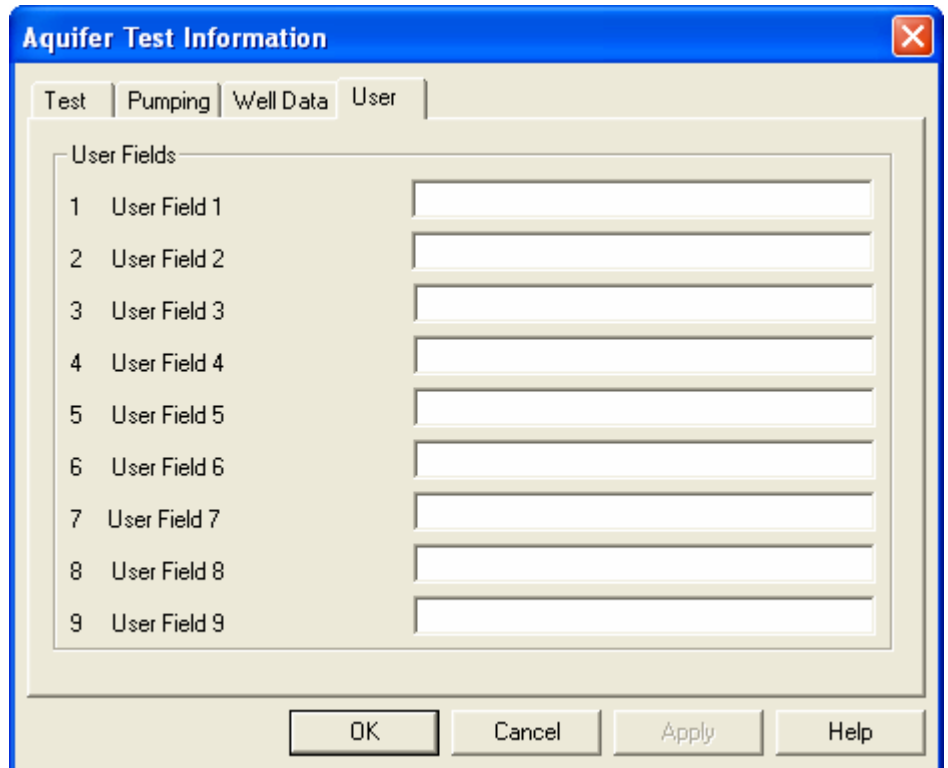 Aquifer Test Information
Test Pumping Well Data User
User Fields
1 User Field 1
2 User Field 2
3 User Field 3
4 User Field 4
5 User Field 5
6 User Field 6
7 User Field 7
8 User Field 8
9 User Field 9
OK Cancel Apply Help